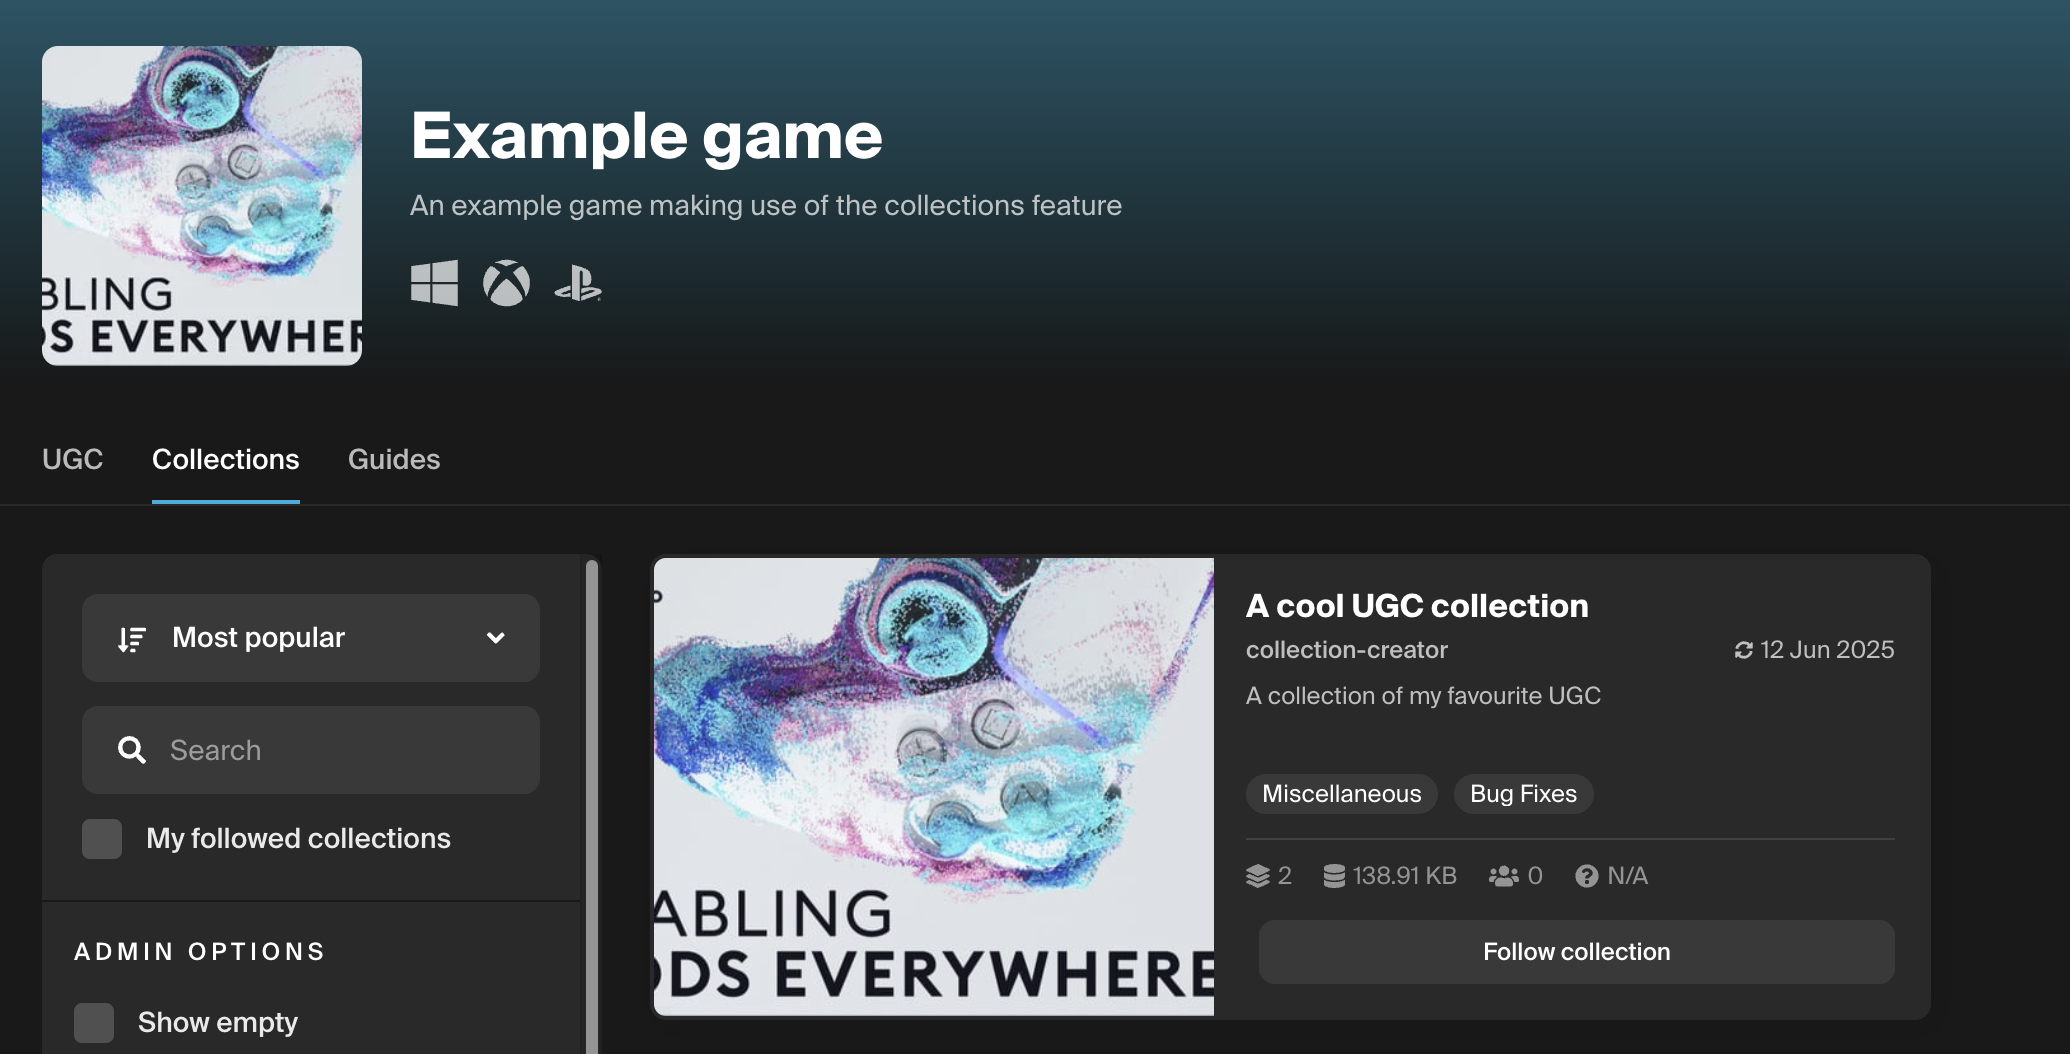 BLING
DS EVERYWHER
Example game
An example game making use of the collections feature
UGC
Collections
Guides
Most popular
Search
My followed collections
ADMIN OPTIONS
Show empty
ABLING
ODS EVERYWHERE
A cool UGC collection
collection-creator
12 Jun 2025
A collection of my favourite UGC
Miscellaneous
Bug Fixes
2
138.91 KB
0
N/A
Follow collection